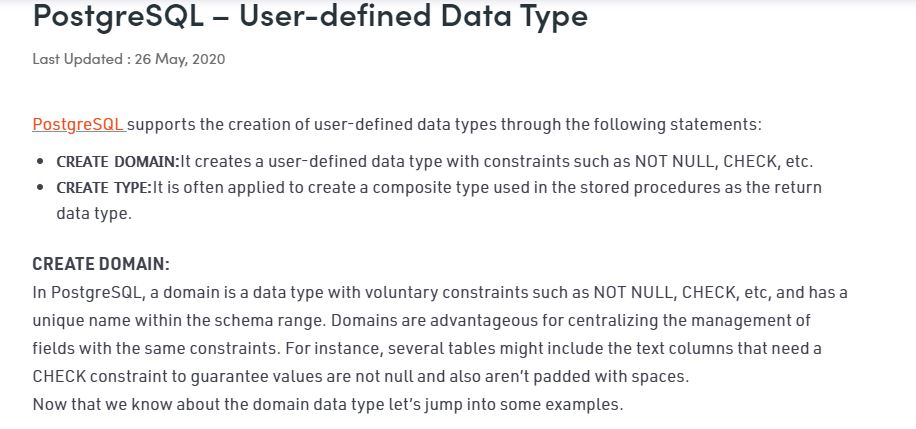 PostgreSQL – User-defined Data Type
Last Updated : 26 May, 2020
PostgreSQL supports the creation of user-defined data types through the following statements:
• CREATE DOMAIN:It creates a user-defined data type with constraints such as NOT NULL, CHECK, etc.
• CREATE TYPE:It is often applied to create a composite type used in the stored procedures as the return
data type.
CREATE DOMAIN:
In PostgreSQL, a domain is a data type with voluntary constraints such as NOT NULL, CHECK, etc, and has a
unique name within the schema range. Domains are advantageous for centralizing the management of
fields with the same constraints. For instance, several tables might include the text columns that need a
CHECK constraint to guarantee values are not null and also aren’t padded with spaces.
Now that we know about the domain data type let’s jump into some examples.